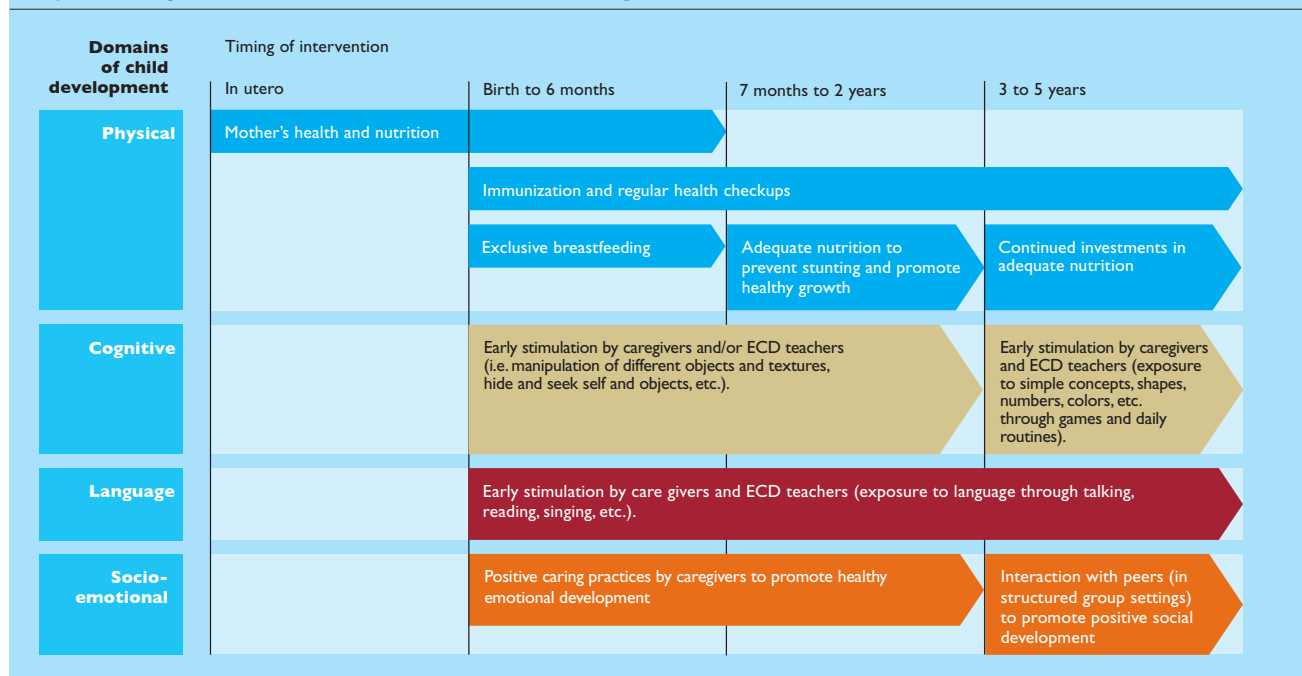 Domains
of child
development
Timing of intervention
In utero
Birth to 6 months
7 months to 2 years
3 to 5 years
Physical
Mother's health and nutrition
Immunization and regular health checkups
Exclusive breastfeeding
Adequate nutrition to
prevent stunting and promote
healthy growth
Continued investments in
adequate nutrition
Cognitive
Early stimulation by caregivers and/or ECD teachers
(i.e. manipulation of different objects and textures,
hide and seek self and objects, etc.).
Early stimulation by caregivers
and ECD teachers (exposure
to simple concepts, shapes,
numbers, colors, etc.
through games and daily
routines).
Language
Early stimulation by care givers and ECD teachers (exposure to language through talking,
reading, singing, etc.).
Socio-
emotional
Positive caring practices by caregivers to promote healthy
emotional development
Interaction with peers (in
structured group settings)
to promote positive social
development